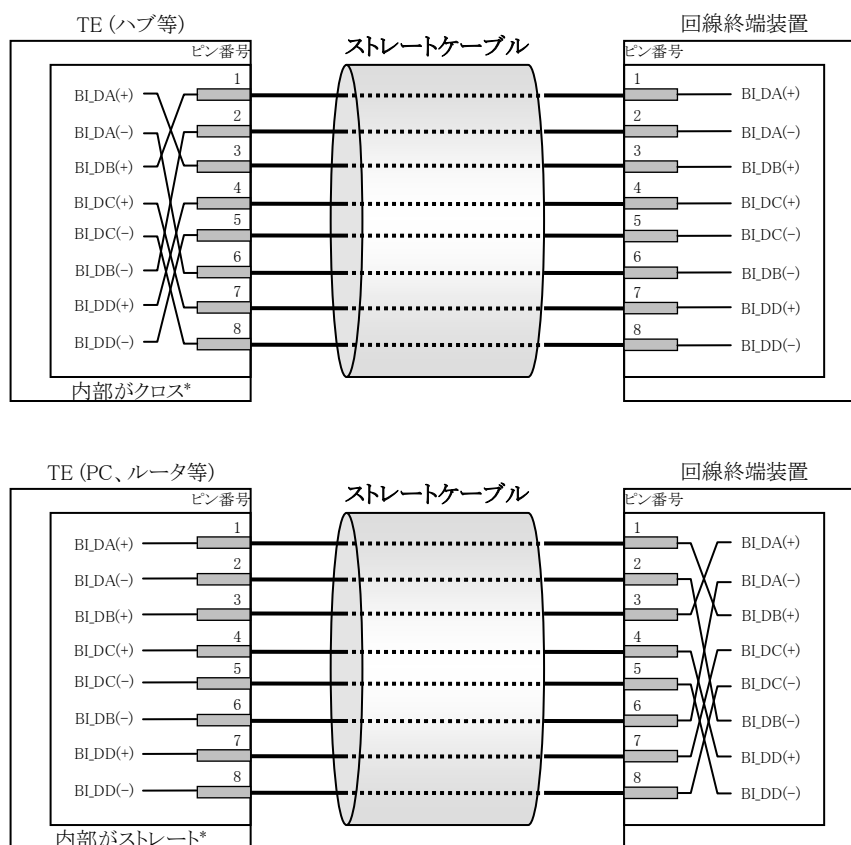 TE (ハブ等)
回線終端装置
ピン番号
ストレートケーブル
ピン番号
BI_DA(+)
1
1
BI_DA(+)
BI_DA(-)
2
2
BI_DA(-)
BI_DB(+)
3
3
BI_DB(+)
BI_DC(+)
4
4
BI_DC(+)
BI_DC(-)
5
5
BI_DC(-)
BI_DB(-)
6
6
BI_DB(-)
BI_DD(+)
7
7
BI_DD(+)
BI_DD(-)
8
8
BI_DD(-)
内部がクロス*
TE (PC、ルータ等)
回線終端装置
ピン番号
ストレートケーブル
ピン番号
BI_DA(+)
1
1
BI_DA(+)
BI_DA(-)
2
2
BI_DA(-)
BI_DB(+)
3
3
BI_DB(+)
BI_DC(+)
4
4
BI_DC(+)
BI_DC(-)
5
5
BI_DC(-)
BI_DB(-)
6
6
BI_DB(-)
BI_DD(+)
7
7
BI_DD(+)
BI_DD(-)
8
8
BI_DD(-)
内部がストレート*